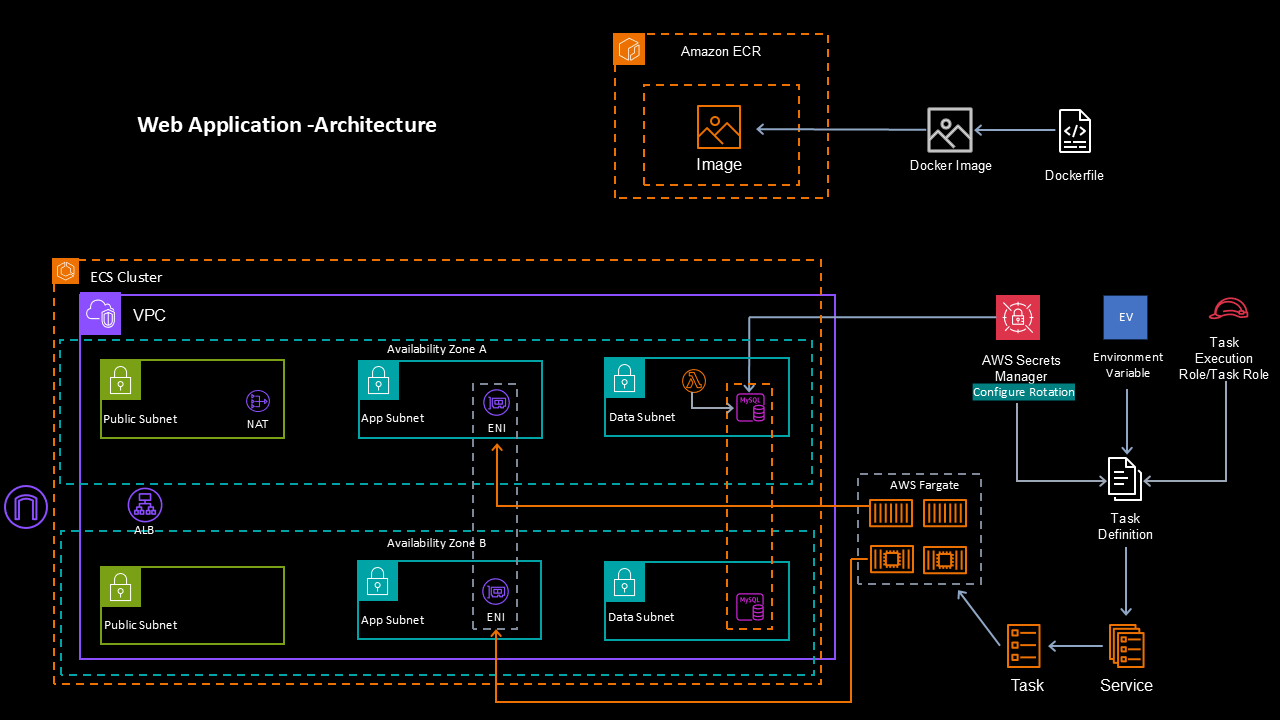 Amazon ECR
Web Application -Architecture
Image
Docker Image
Dockerfile
ECS Cluster
VPC
Availability Zone A
Public Subnet
NAT
App Subnet
ENI
Data Subnet
MySQL
AWS Secrets
Manager
Configure Rotation
EV
Environment
Variable
Task
Execution
Role/Task Role
ALB
AWS Fargate
Task
Definition
Availability Zone B
Public Subnet
App Subnet
ENI
Data Subnet
MySQL
Task
Service